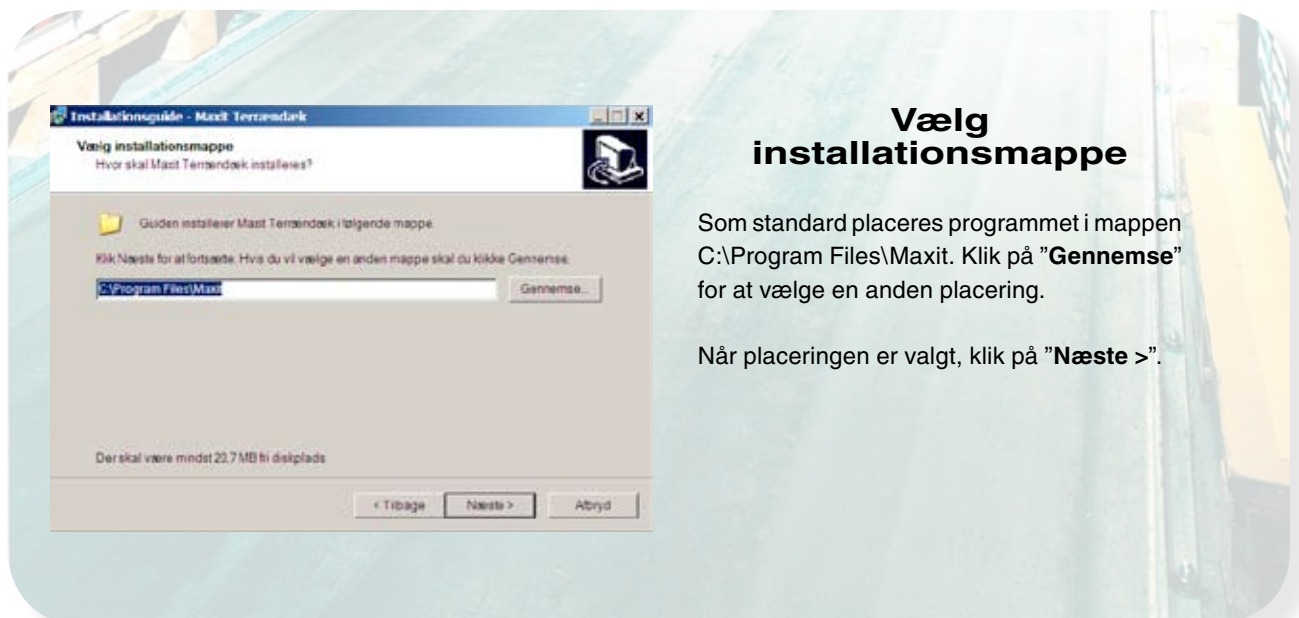 Installationsguide - Maxit Terrændæk
Vælg installationsmappe
Hvor skal Maxit Terrændæk installeres?
Guiden installerer Maxit Terrændæk i følgende mappe.
Klik Næste for at fortsætte. Hvis du vil vælge en anden mappe skal du klikke Gennemse.
C:\Program Files\Maxit
Gennemse...
Der skal være mindst 20,7 MB fri diskplads
< Tilbage
Næste >
Afbryd
Vælg
installationsmappe
Som standard placeres programmet i mappen
C:\Program Files\Maxit. Klik på ”Gennemse”
for at vælge en anden placering.
Når placeringen er valgt, klik på ”Næste >”.